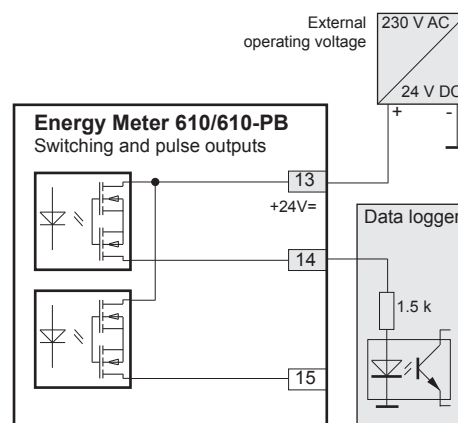 External
operating voltage
230 V AC
24 V DC
+ -
Energy Meter 610/610-PB
Switching and pulse outputs
13
+24V=
Data logger
14
1.5 k
15